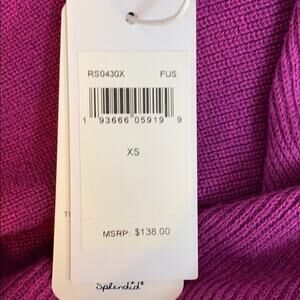 RS0430X FUS
1 93666 05919 9
XS
MSRP: $138.00
Splendid®